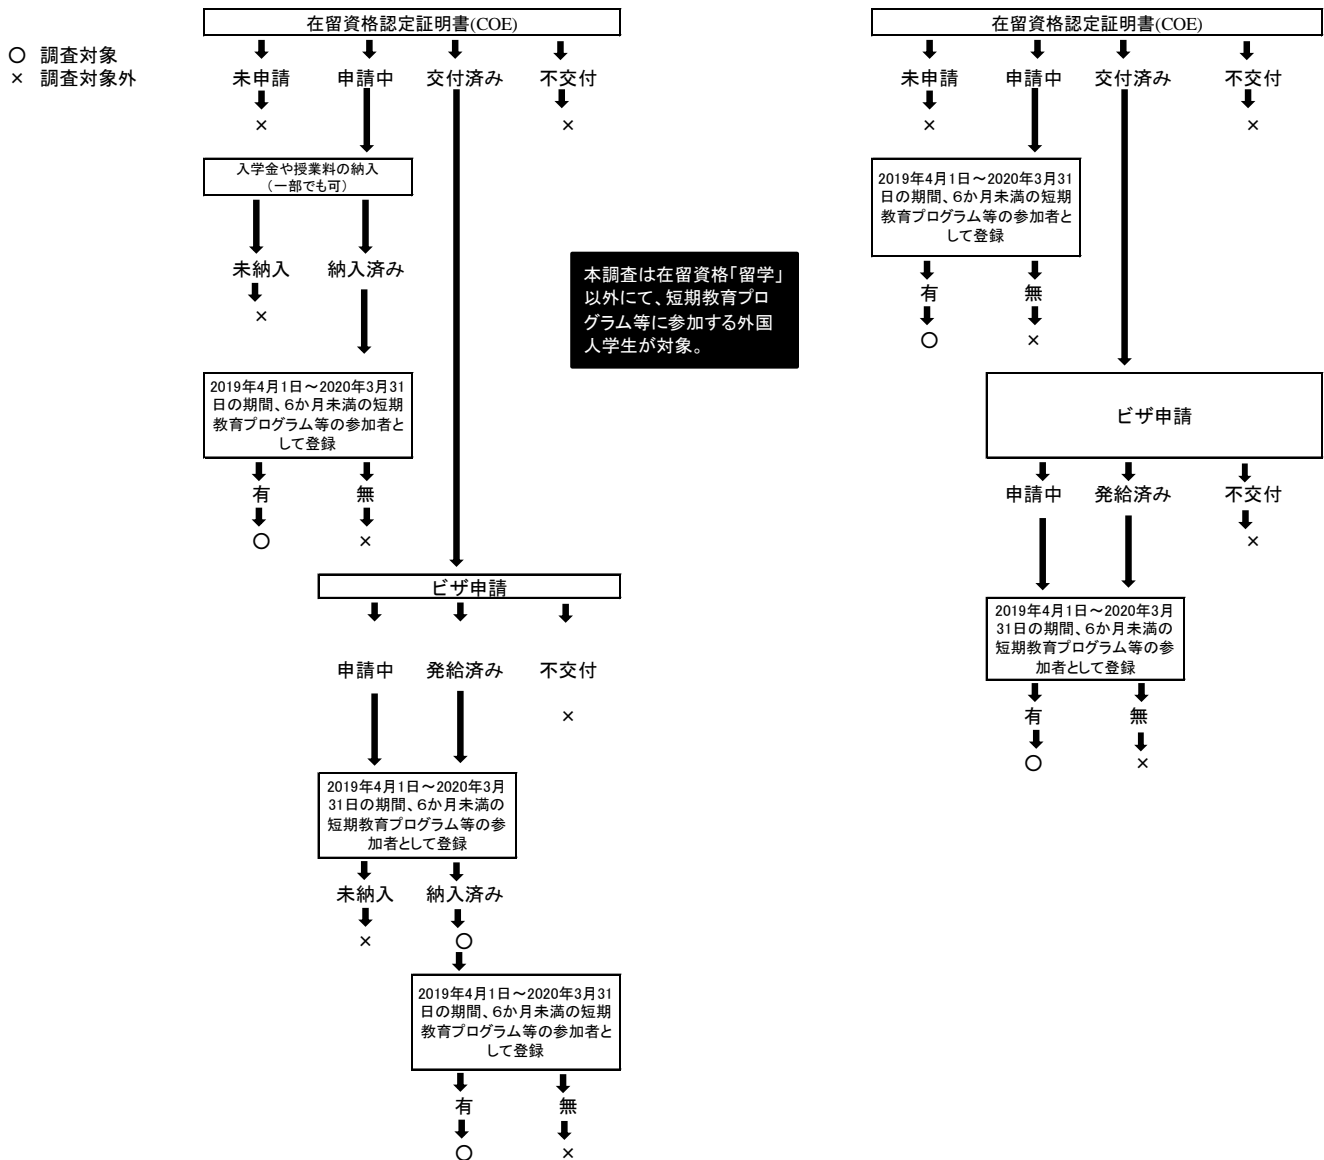 ○ 調査対象
× 調査対象外
在留資格認定証明書(COE)
未申請 申請中 交付済み 不交付
× ×
入学金や授業料の納入
(一部でも可)
未納入 納入済み
×
2019年4月1日～2020年3月31
日の期間、6か月未満の短期
教育プログラム等の参加者と
して登録
有 無
○ ×
ビザ申請
申請中 発給済み 不交付
×
2019年4月1日～2020年3月
31日の期間、6か月未満の
短期教育プログラム等の参
加者として登録
未納入 納入済み
× ○
2019年4月1日～2020年3月31
日の期間、6か月未満の短期
教育プログラム等の参加者と
して登録
有 無
○ ×
本調査は在留資格「留学」
以外にて、短期教育プロ
グラム等に参加する外国
人学生が対象。
在留資格認定証明書(COE)
未申請 申請中 交付済み 不交付
× ×
2019年4月1日～2020年3月31
日の期間、6か月未満の短期
教育プログラム等の参加者と
して登録
有 無
○ ×
ビザ申請
申請中 発給済み 不交付
×
2019年4月1日～2020年3月
31日の期間、6か月未満の
短期教育プログラム等の参
加者として登録
有 無
○ ×